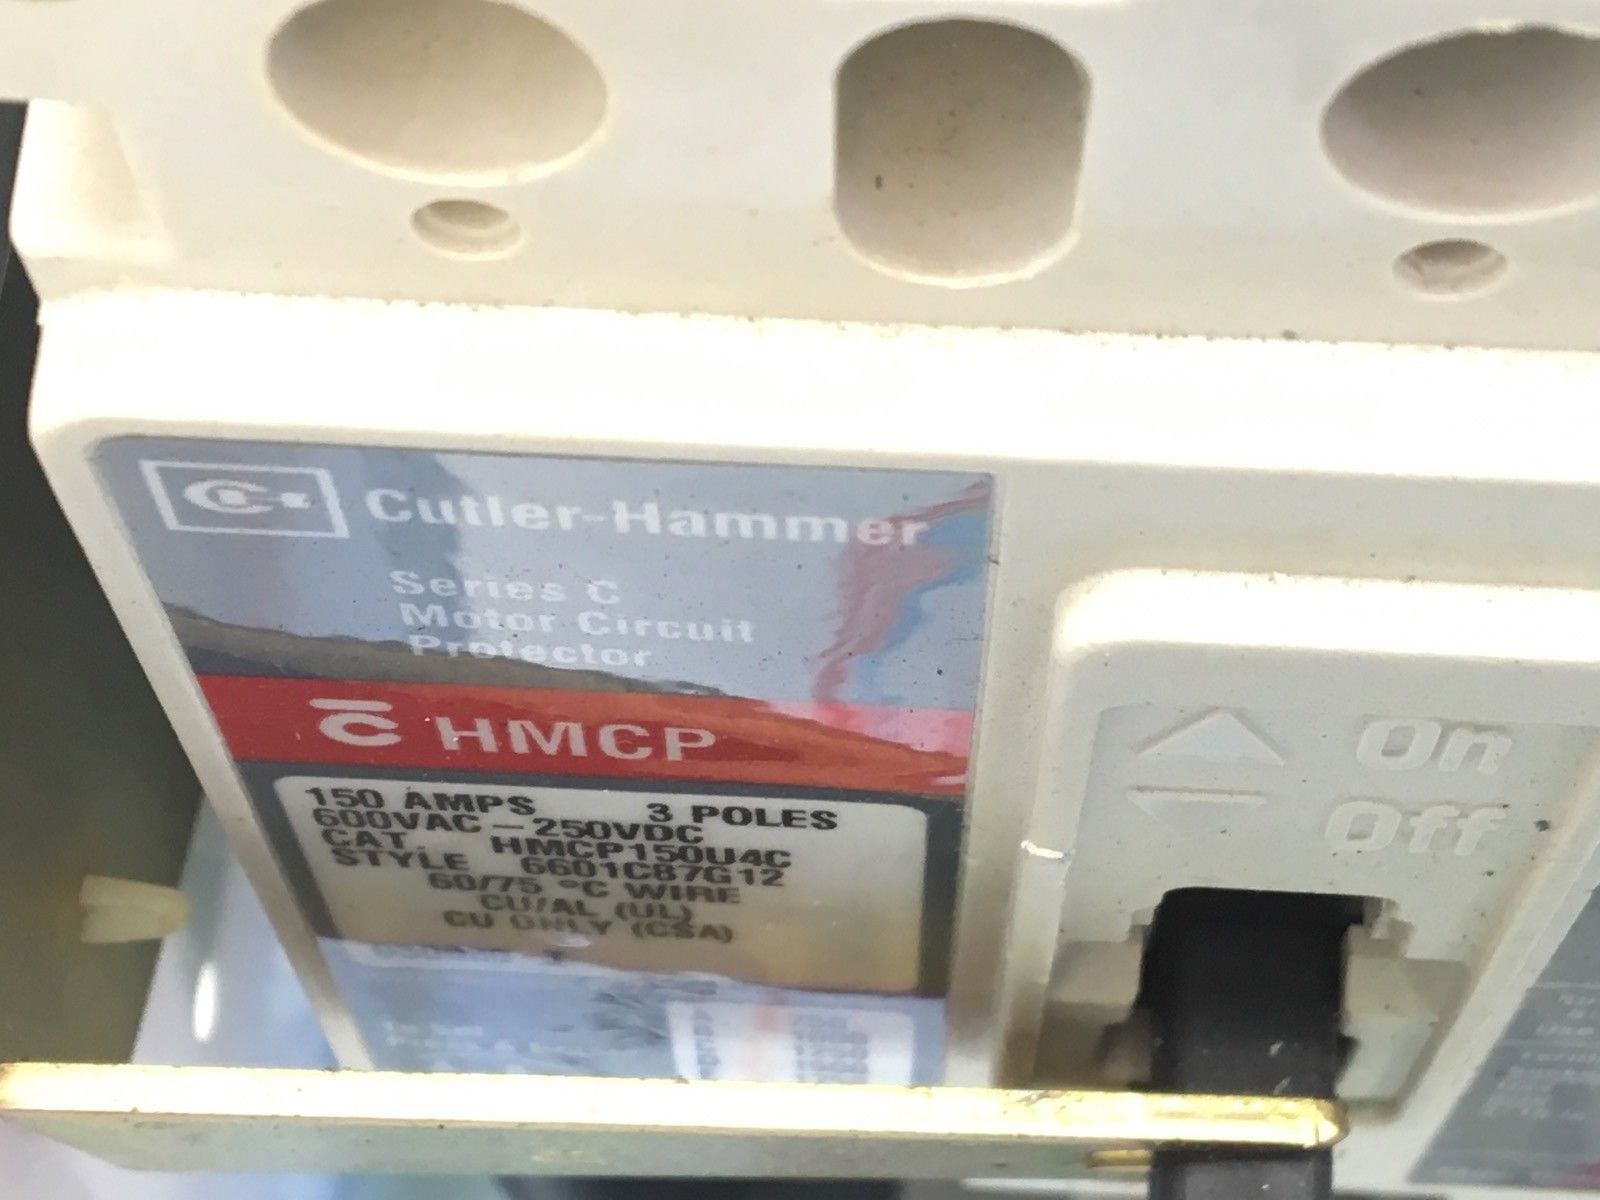 Cutler-Hammer
Series C
Motor Circuit
Protector
C HMCP
150 AMPS 3 POLES
600VAC – 250VDC
CAT HMCP150U4C
STYLE 6601C87G12
60/75 °C WIRE
CU/AL (UL)
CU ONLY (CSA)
On
Off
Use